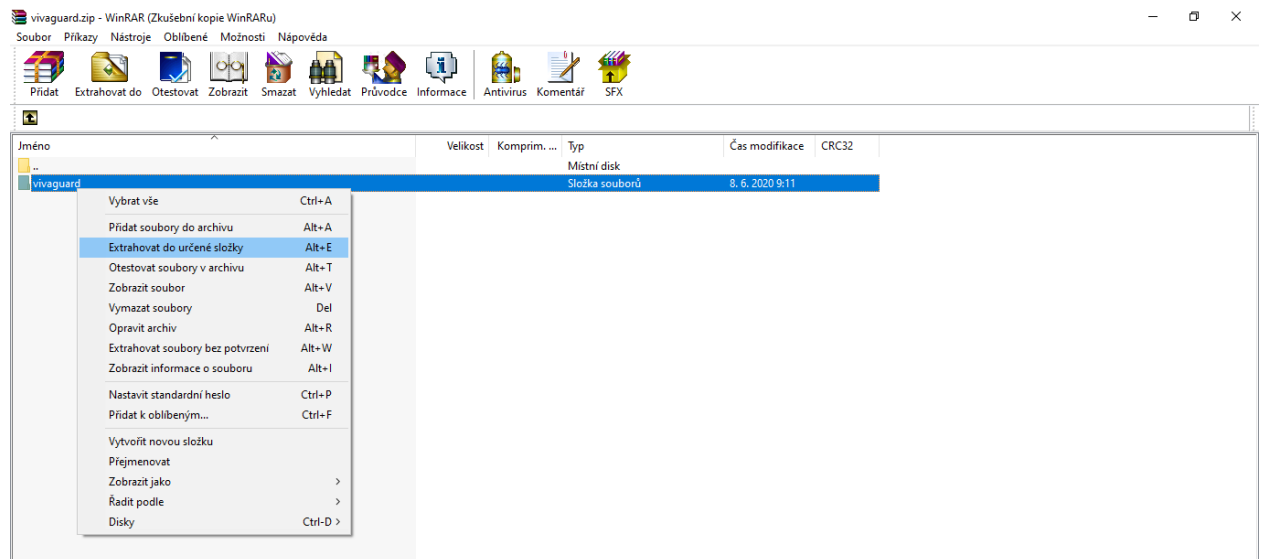 vivaguard.zip - WinRAR (Zkušební kopie WinRARu)
Soubor Příkazy Nástroje Oblíbené Možnosti Nápověda
Přidat Extrahovat do Otestovat Zobrazit Smazat Vyhledat Průvodce Informace Antivirus Komentář SFX
Jméno Velikost Komprim. ... Typ Čas modifikace CRC32
.. Místní disk
vivaguard Složka souborů 8. 6. 2020 9:11
Vybrat vše Ctrl+A
Přidat soubory do archivu Alt+A
Extrahovat do určené složky Alt+E
Otestovat soubory v archivu Alt+T
Zobrazit soubor Alt+V
Vymazat soubory Del
Opravit archiv Alt+R
Extrahovat soubory bez potvrzení Alt+W
Zobrazit informace o souboru Alt+I
Nastavit standardní heslo Ctrl+P
Přidat k oblíbeným... Ctrl+F
Vytvořit novou složku
Přejmenovat
Zobrazit jako >
Řadit podle >
Disky Ctrl-D >